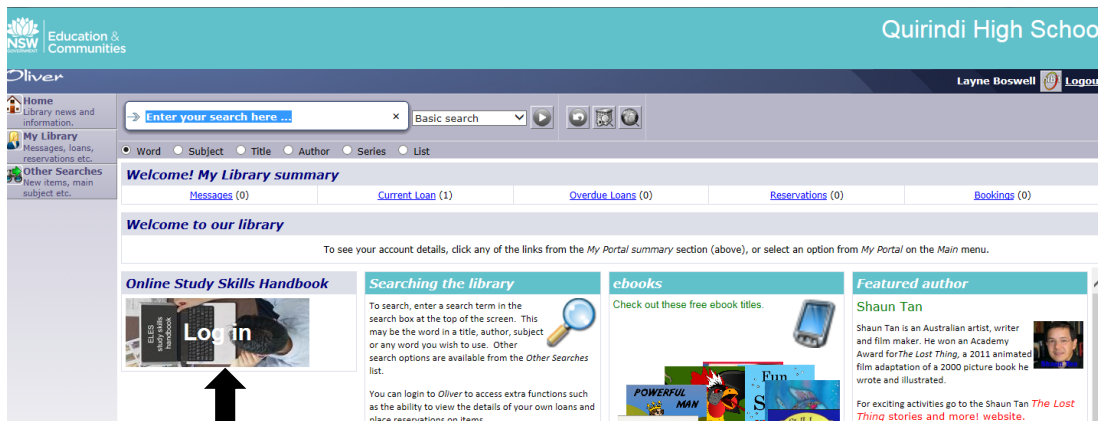 NSW
GOVERNMENT
Education &
Communities
Quirindi High Schoo
Oliver
Layne Boswell Logou
Home
Library news and
information.
My Library
Messages, loans,
reservations etc.
Other Searches
New items, main
subject etc.
Enter your search here ... × Basic search
Word Subject Title Author Series List
Welcome! My Library summary
Messages (0) Current Loan (1) Overdue Loans (0) Reservations (0) Bookings (0)
Welcome to our library
To see your account details, click any of the links from the My Portal summary section (above), or select an option from My Portal on the Main menu.
Online Study Skills Handbook
ELES
study skills
handbook
Log in
Searching the library
To search, enter a search term in the
search box at the top of the screen. This
may be the word in a title, author, subject
or any word you wish to use. Other
search options are available from the Other Searches
list.
You can login to Oliver to access extra functions such
as the ability to view the details of your own loans and
place reservations on items.
ebooks
Check out these free ebook titles.
POWERFUL
MAN
Fun
S
Featured author
Shaun Tan
Shaun Tan is an Australian artist, writer
and film maker. He won an Academy
Award forThe Lost Thing, a 2011 animated
film adaptation of a 2000 picture book he
wrote and illustrated.
For exciting activities go to the Shaun Tan The Lost
Thing stories and more! website.